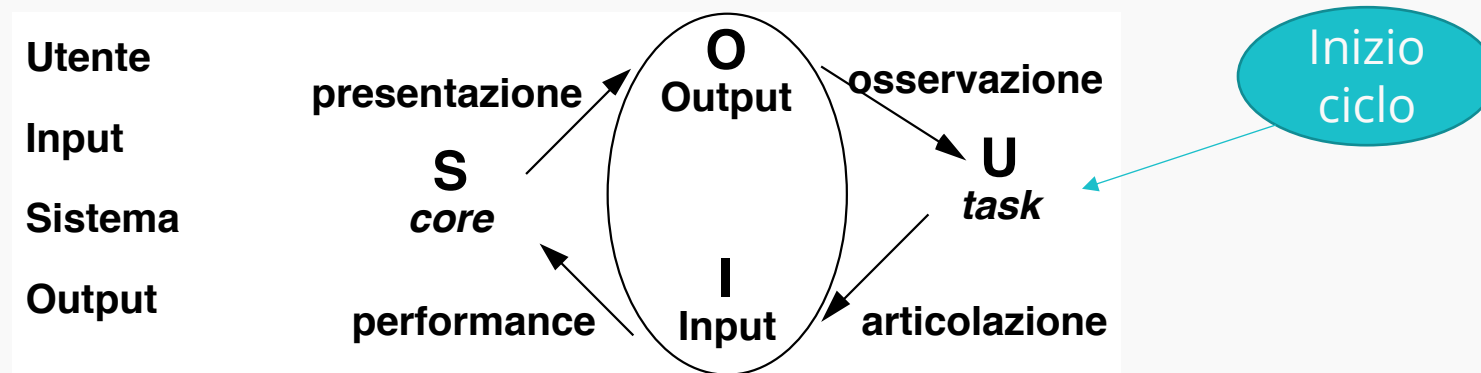 Utente
Input
Sistema
Output
presentazione
O
Output
osservazione
S
core
U
task
I
Input
performance
articolazione
Inizio
ciclo